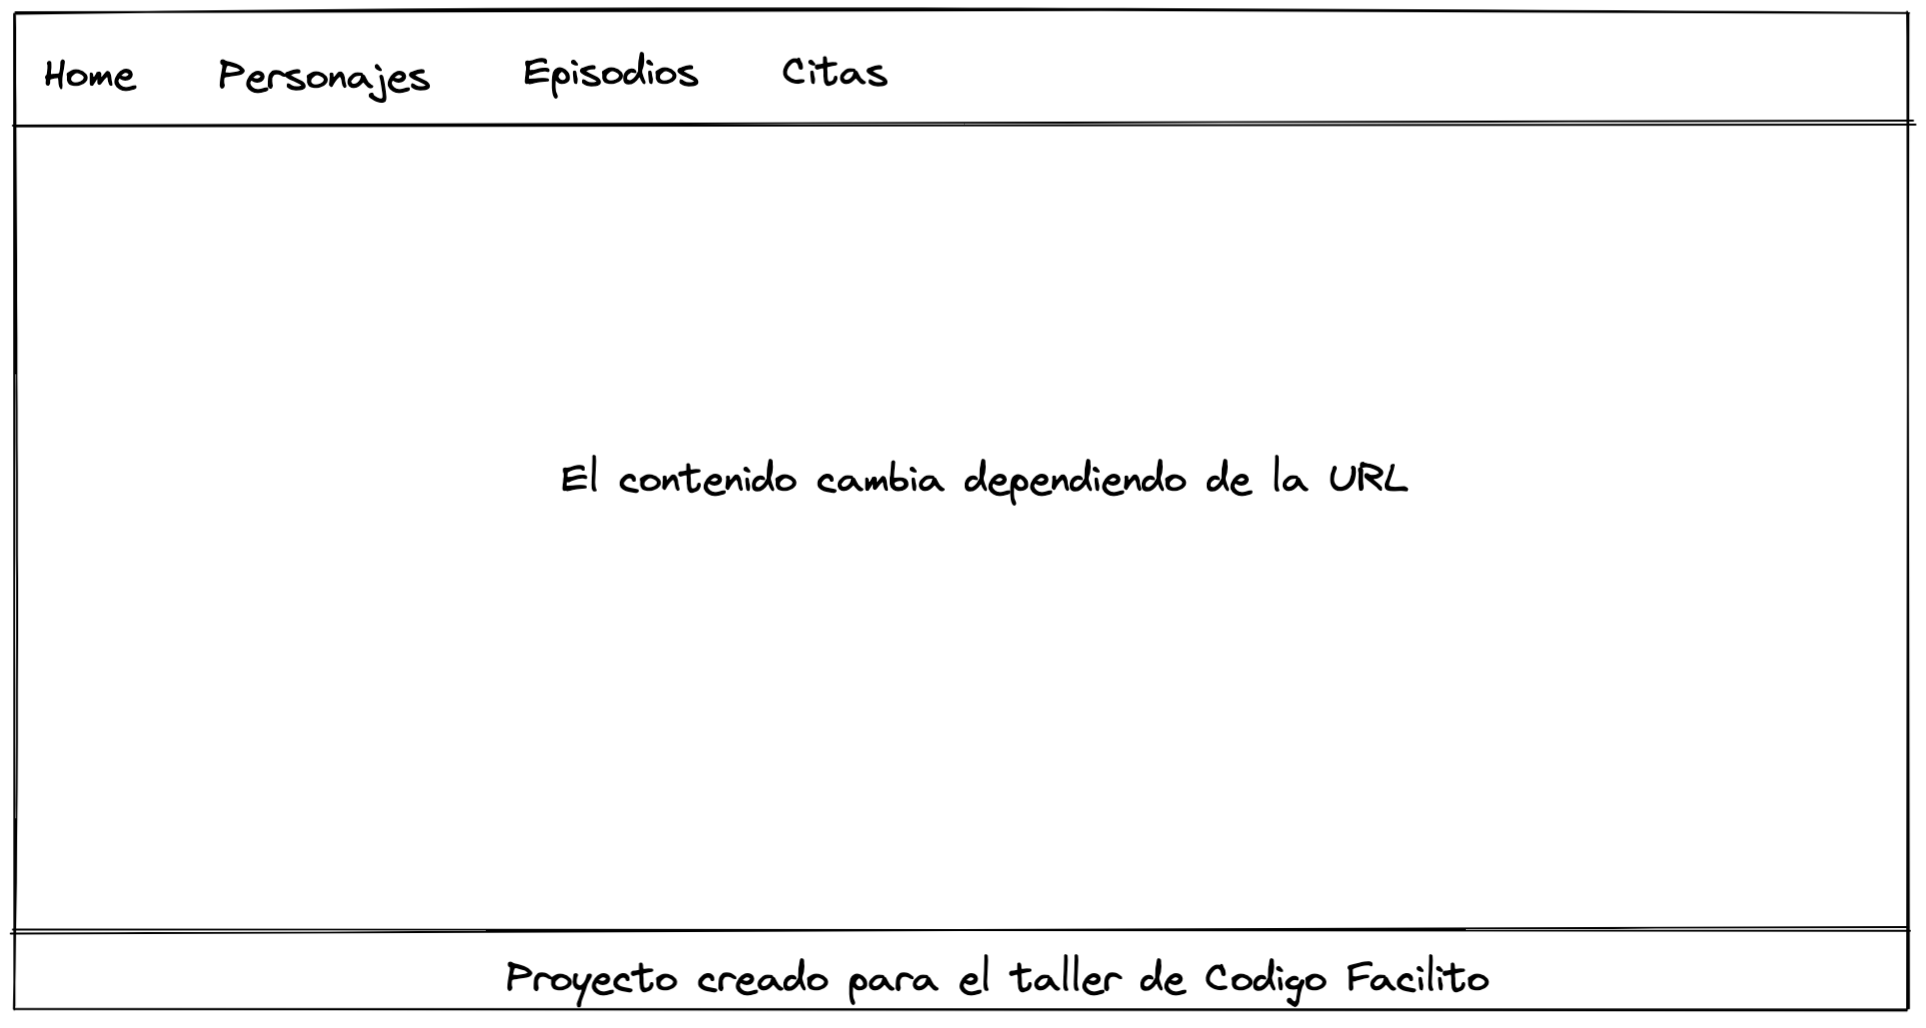 Home Personajes Episodios Citas
El contenido cambia dependiendo de la URL
Proyecto creado para el taller de Codigo Facilito